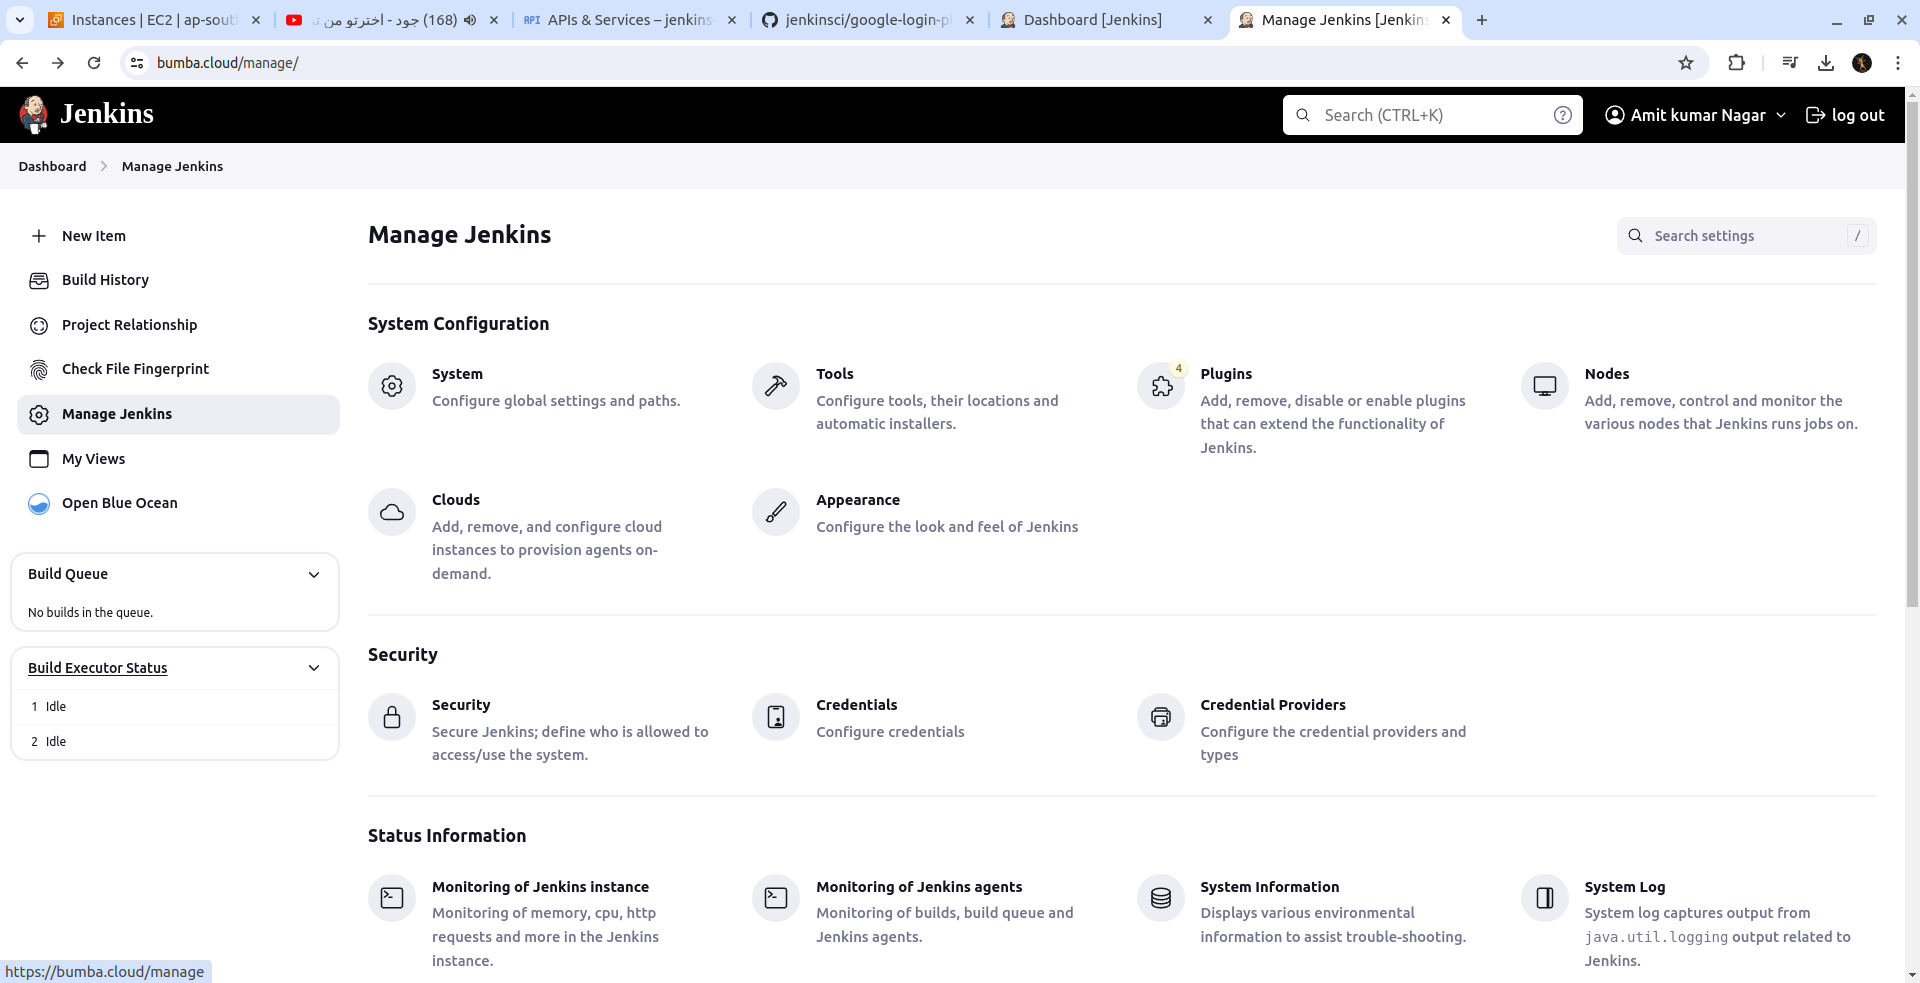 Instances | EC2 | ap-sout
(168) جود - اخترتو من
APIs & Services – jenkins
jenkinsci/google-login-p
Dashboard [Jenkins]
Manage Jenkins [Jenkins
bumba.cloud/manage/
Jenkins
Search (CTRL+K)
?
Amit kumar Nagar
log out
Dashboard
Manage Jenkins
New Item
Build History
Project Relationship
Check File Fingerprint
Manage Jenkins
My Views
Open Blue Ocean
Build Queue
No builds in the queue.
Build Executor Status
1 Idle
2 Idle
Manage Jenkins
Search settings
/
System Configuration
System
Configure global settings and paths.
Tools
Configure tools, their locations and
automatic installers.
4
Plugins
Add, remove, disable or enable plugins
that can extend the functionality of
Jenkins.
Nodes
Add, remove, control and monitor the
various nodes that Jenkins runs jobs on.
Clouds
Add, remove, and configure cloud
instances to provision agents on-
demand.
Appearance
Configure the look and feel of Jenkins
Security
Security
Secure Jenkins; define who is allowed to
access/use the system.
Credentials
Configure credentials
Credential Providers
Configure the credential providers and
types
Status Information
Monitoring of Jenkins instance
Monitoring of memory, cpu, http
requests and more in the Jenkins
instance.
Monitoring of Jenkins agents
Monitoring of builds, build queue and
Jenkins agents.
System Information
Displays various environmental
information to assist trouble-shooting.
System Log
System log captures output from
java.util.logging output related to
Jenkins.
https://bumba.cloud/manage